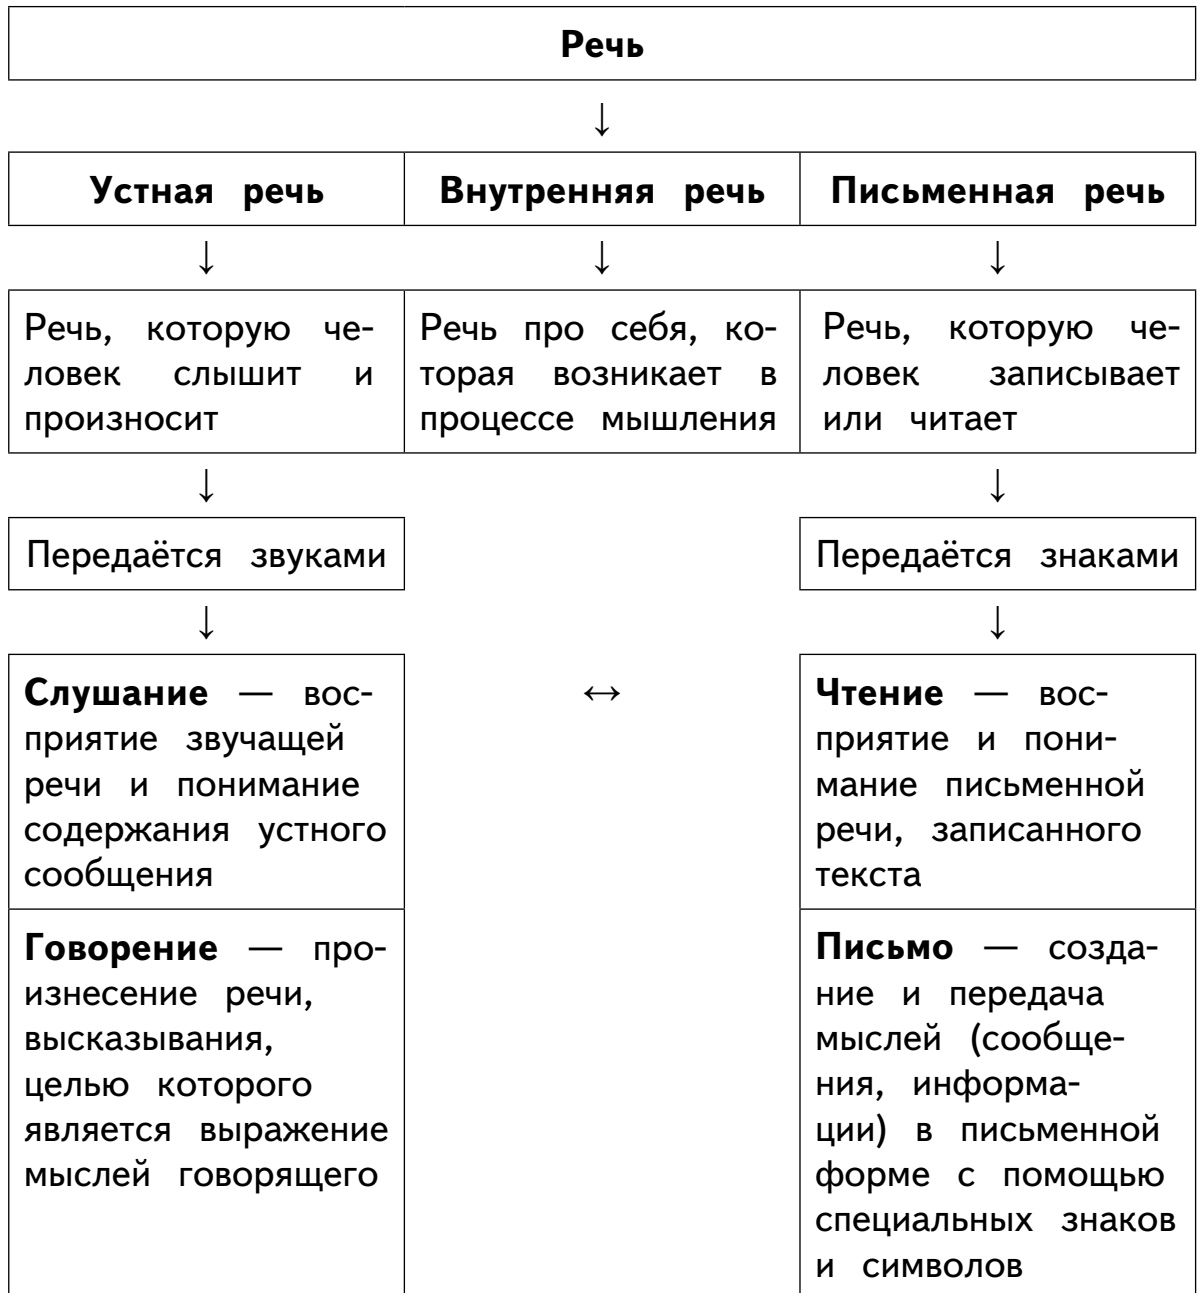 Речь
↓
Устная речь
Внутренняя речь
Письменная речь
↓ ↓ ↓
Речь, которую че-
ловек слышит и
произносит
Речь про себя, ко-
торая возникает в
процессе мышления
Речь, которую че-
ловек записывает
или читает
↓ ↓
Передаётся звуками
Передаётся знаками
↓ ↓
Слушание — вос-
приятие звучащей
речи и понимание
содержания устного
сообщения
↔
Чтение — вос-
приятие и пони-
мание письменной
речи, записанного
текста
Говорение — про-
изнесение речи,
высказывания,
целью которого
является выражение
мыслей говорящего
Письмо — созда-
ние и передача
мыслей (сообще-
ния, информа-
ции) в письменной
форме с помощью
специальных знаков
и символов